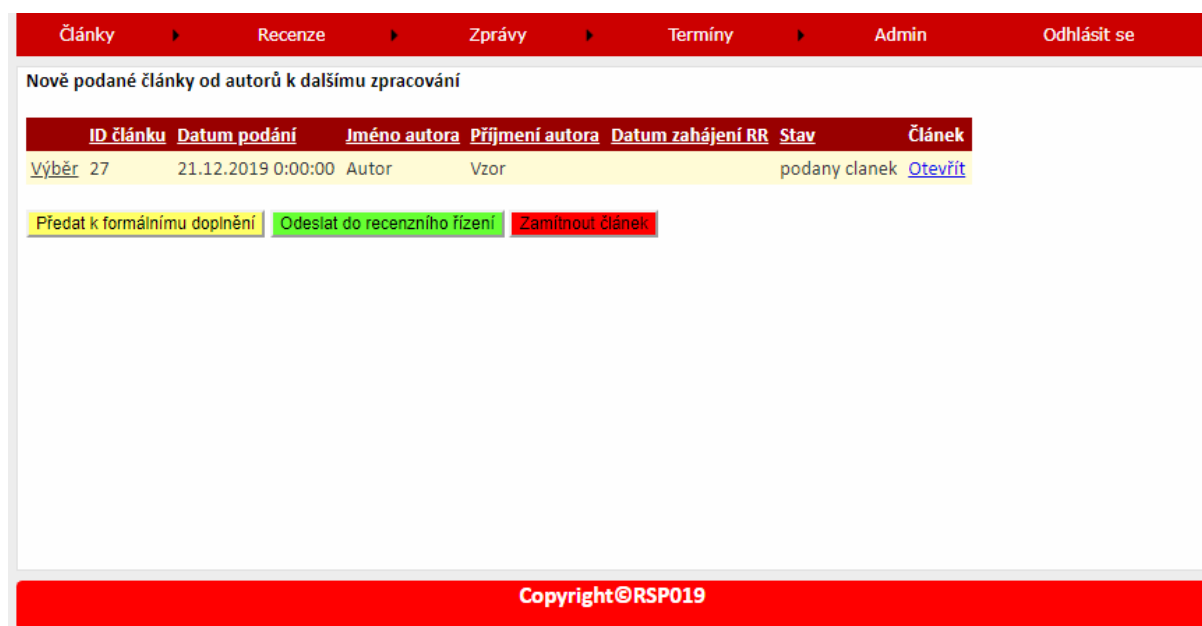 Články Recenze Zprávy Termíny Admin Odhlásit se
Nově podané články od autorů k dalšímu zpracování
ID článku Datum podání Jméno autora Příjmení autora Datum zahájení RR Stav Článek
Výběr 27 21.12.2019 0:00:00 Autor Vzor podany clanek Otevřít
Předat k formálnímu doplnění Odeslat do recenzního řízení Zamítnout článek
Copyright©RSP019